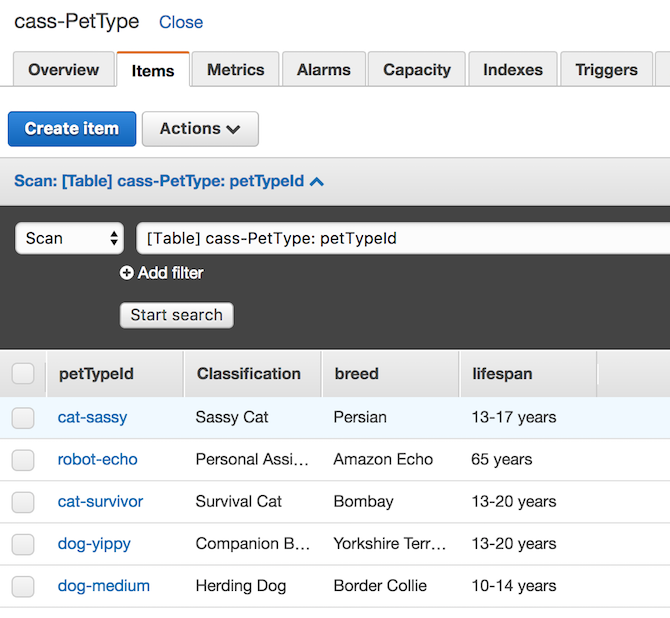 cass-PetType Close
Overview Items Metrics Alarms Capacity Indexes Triggers
Create item Actions
Scan: [Table] cass-PetType: petTypeId
Scan [Table] cass-PetType: petTypeId
Add filter
Start search
petTypeId Classification breed lifespan
cat-sassy Sassy Cat Persian 13-17 years
robot-echo Personal Assi... Amazon Echo 65 years
cat-survivor Survival Cat Bombay 13-20 years
dog-yippy Companion B... Yorkshire Terr... 13-20 years
dog-medium Herding Dog Border Collie 10-14 years